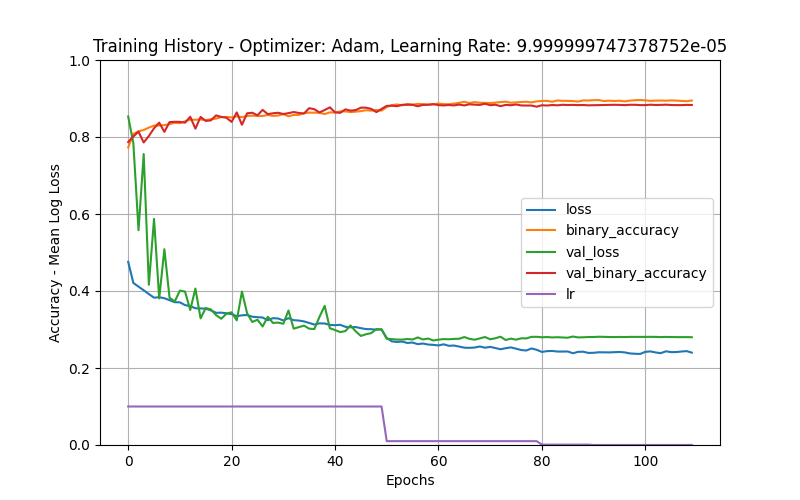 Training History - Optimizer: Adam, Learning Rate: 9.999999747378752e-05
1.0
0.8
0.6
0.4
0.2
0.0
Accuracy - Mean Log Loss
loss
binary_accuracy
val_loss
val_binary_accuracy
lr
0 20 40 60 80 100
Epochs